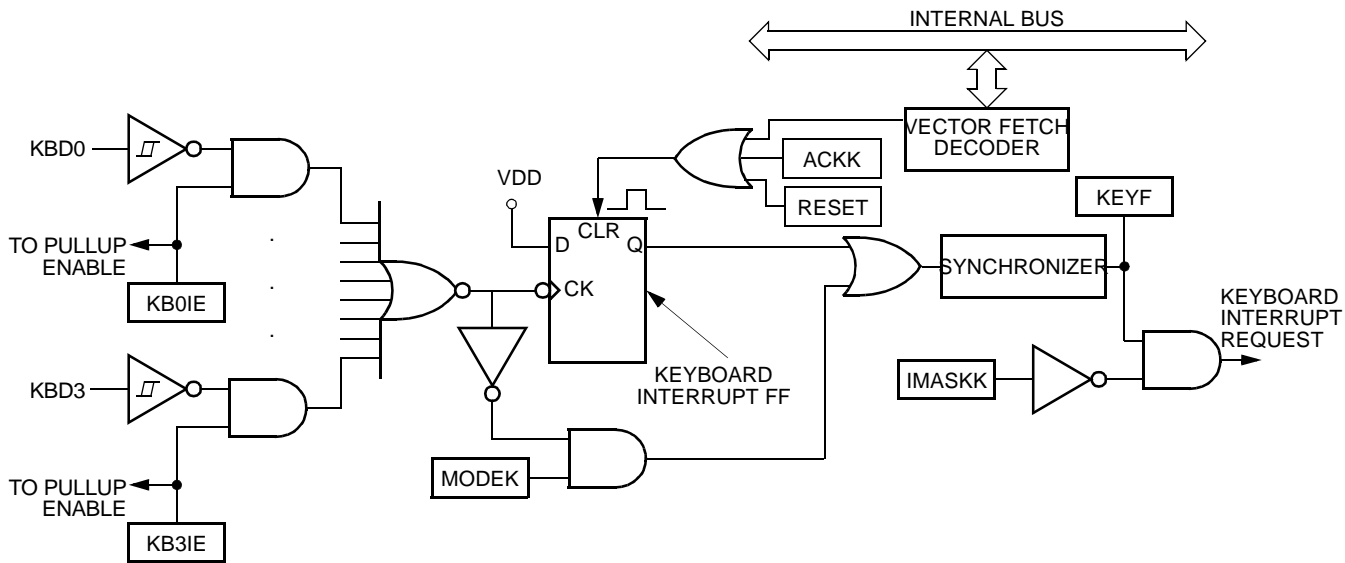 INTERNAL BUS
VECTOR FETCH
DECODER
KBD0
ACKK
VDD
RESET
KEYF
CLR
D
Q
TO PULLUP
ENABLE
SYNCHRONIZER
CK
KB0IE
KEYBOARD
INTERRUPT
REQUEST
KEYBOARD
INTERRUPT FF
IMASKK
KBD3
MODEK
TO PULLUP
ENABLE
KB3IE